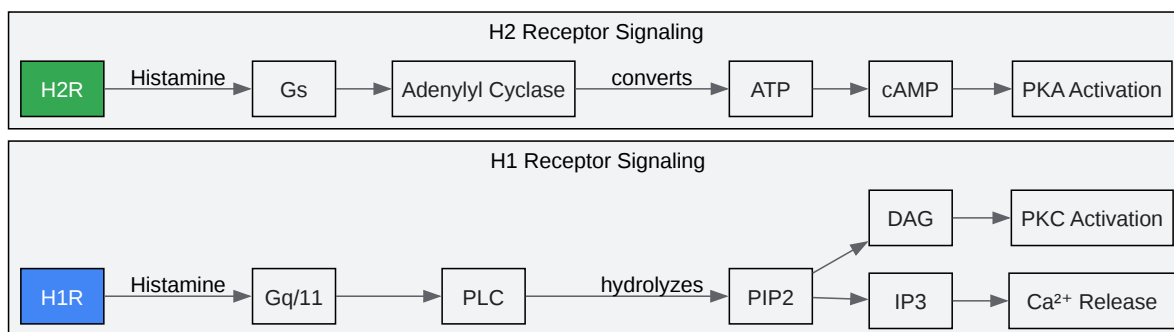 H2 Receptor Signaling
H2R
Histamine
Gs
Adenylyl Cyclase
converts
ATP
cAMP
PKA Activation
H1 Receptor Signaling
H1R
Histamine
Gq/11
PLC
hydrolyzes
PIP2
DAG
PKC Activation
IP3
Ca²⁺ Release